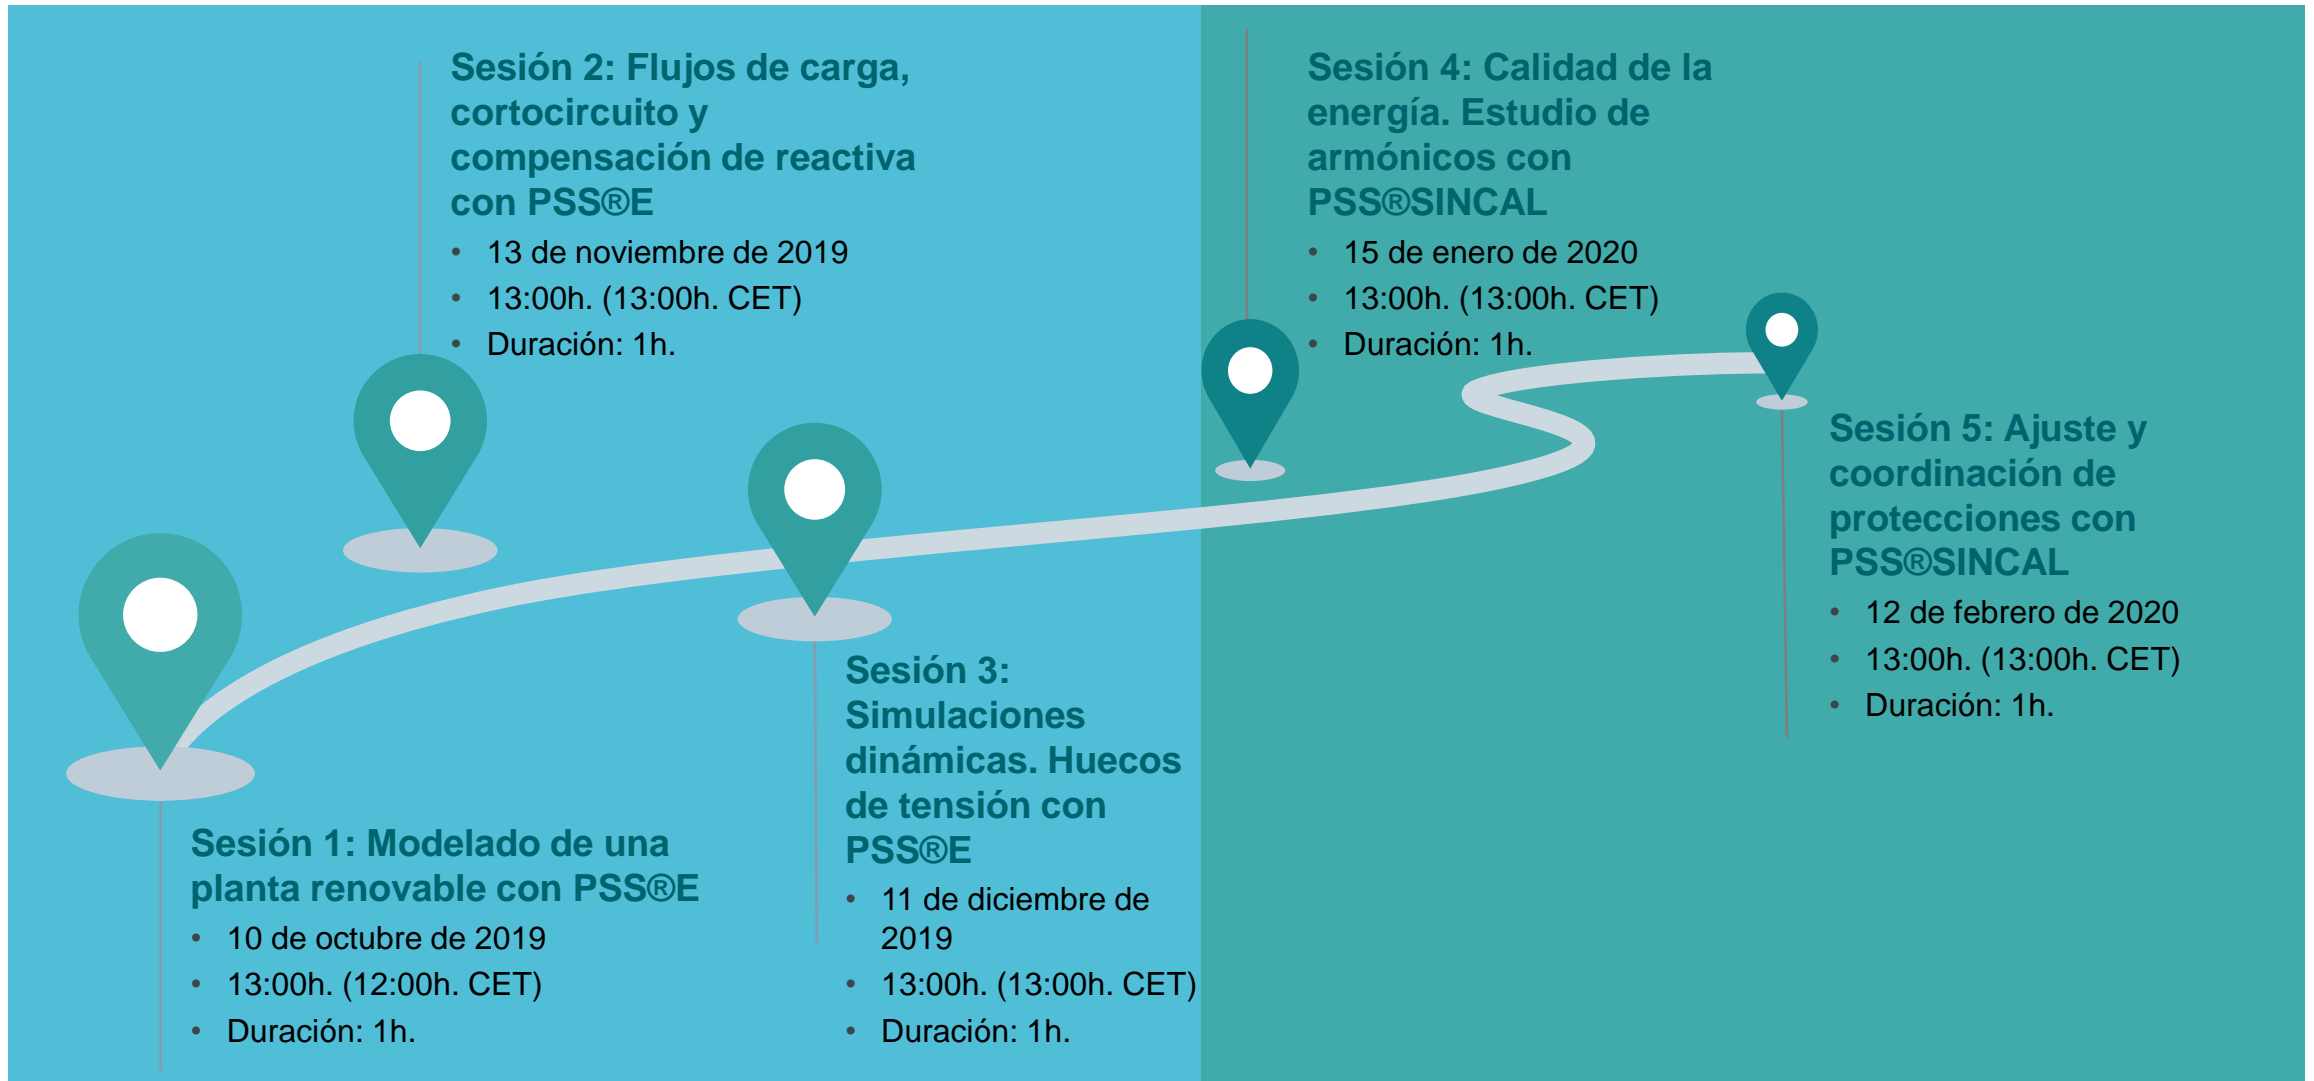 Sesión 1: Modelado de una
planta renovable con PSS®E
• 10 de octubre de 2019
• 13:00h. (12:00h. CET)
• Duración: 1h.
Sesión 2: Flujos de carga,
cortocircuito y
compensación de reactiva
con PSS®E
• 13 de noviembre de 2019
• 13:00h. (13:00h. CET)
• Duración: 1h.
Sesión 3:
Simulaciones
dinámicas. Huecos
de tensión con
PSS®E
• 11 de diciembre de
2019
• 13:00h. (13:00h. CET)
• Duración: 1h.
Sesión 4: Calidad de la
energía. Estudio de
armónicos con
PSS®SINCAL
• 15 de enero de 2020
• 13:00h. (13:00h. CET)
• Duración: 1h.
Sesión 5: Ajuste y
coordinación de
protecciones con
PSS®SINCAL
• 12 de febrero de 2020
• 13:00h. (13:00h. CET)
• Duración: 1h.